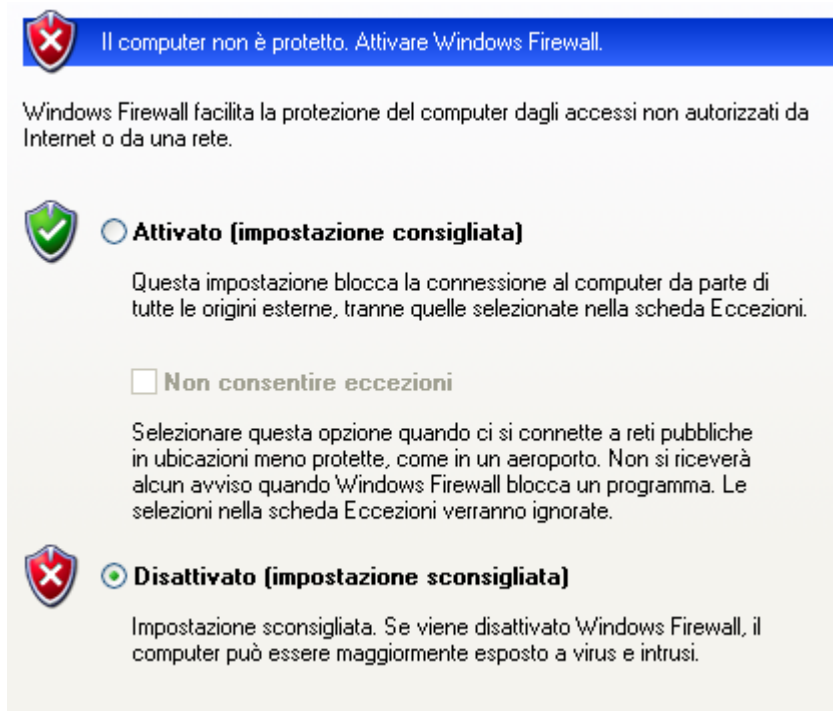 Il computer non è protetto. Attivare Windows Firewall.
Windows Firewall facilita la protezione del computer dagli accessi non autorizzati da
Internet o da una rete.
Attivato (impostazione consigliata)
Questa impostazione blocca la connessione al computer da parte di
tutte le origini esterne, tranne quelle selezionate nella scheda Eccezioni.
Non consentire eccezioni
Selezionare questa opzione quando ci si connette a reti pubbliche
in ubicazioni meno protette, come in un aeroporto. Non si riceverà
alcun avviso quando Windows Firewall blocca un programma. Le
selezioni nella scheda Eccezioni verranno ignorate.
Disattivato (impostazione sconsigliata)
Impostazione sconsigliata. Se viene disattivato Windows Firewall, il
computer può essere maggiormente esposto a virus e intrusi.